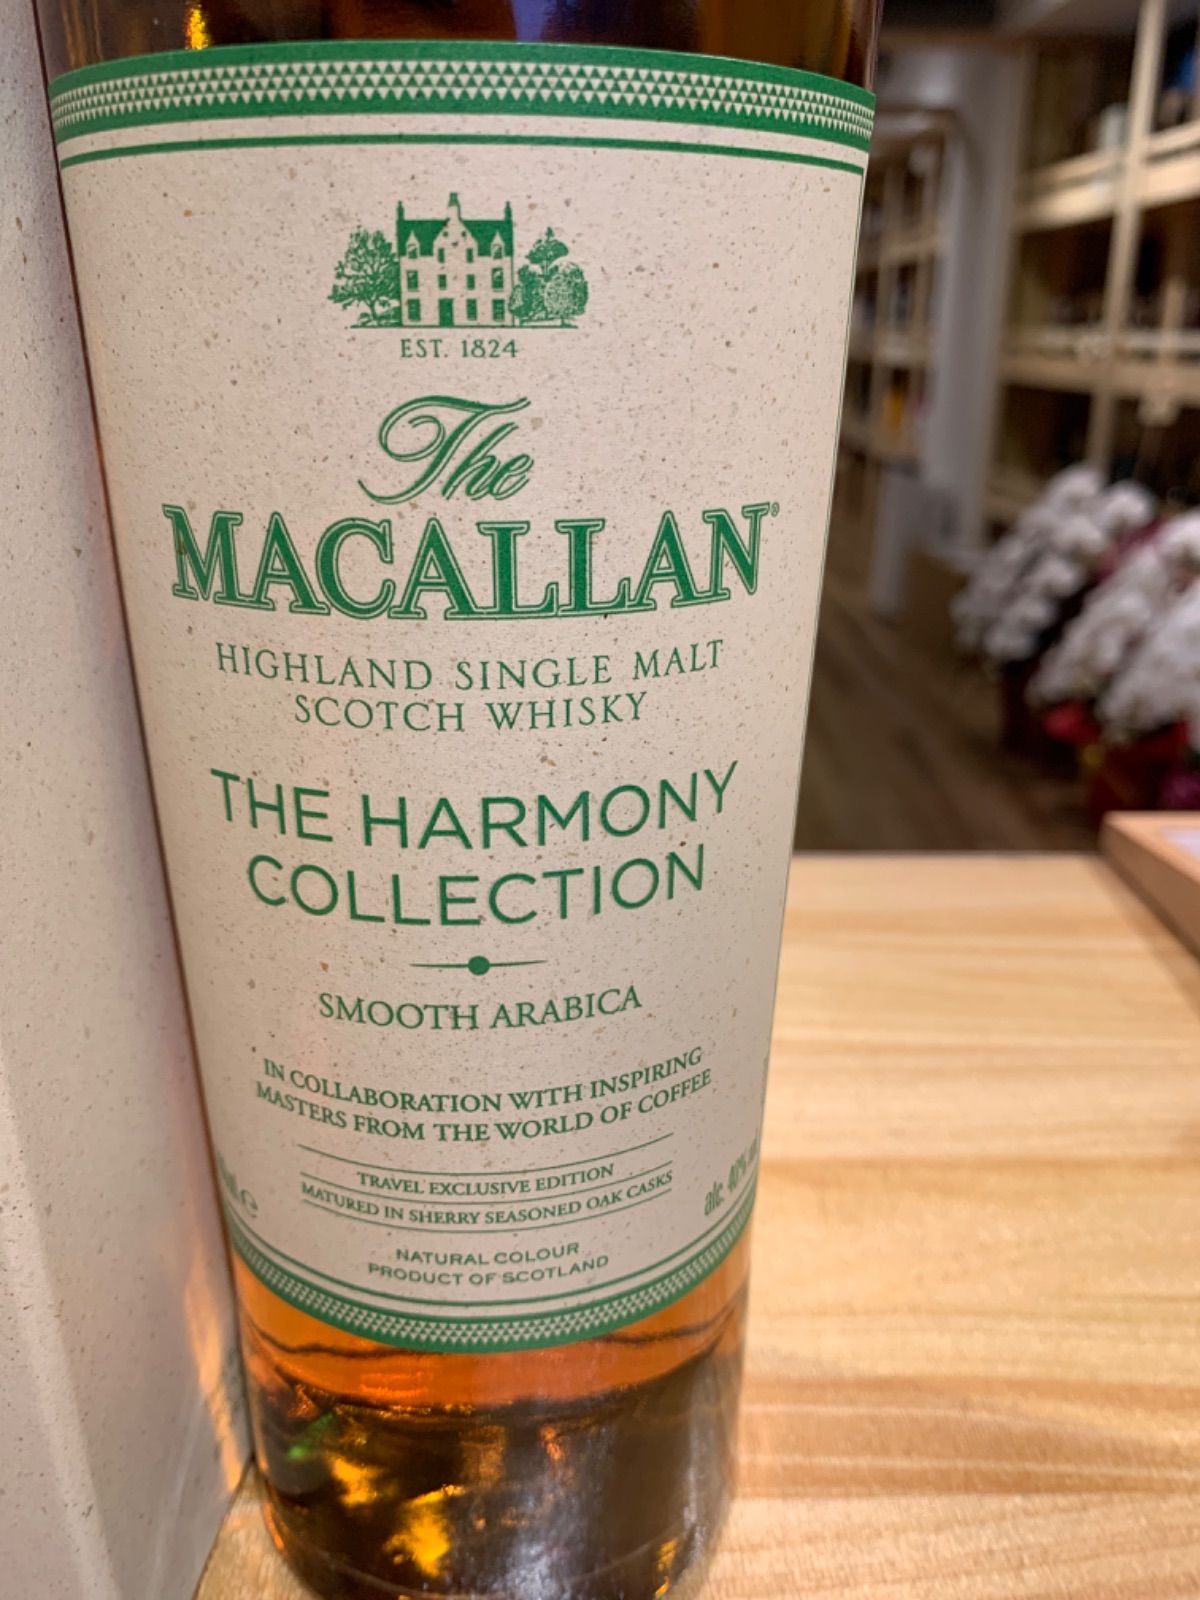 EST. 1824
The
MACALLAN®
HIGHLAND SINGLE MALT
SCOTCH WHISKY
THE HARMONY
COLLECTION
SMOOTH ARABICA
IN COLLABORATION WITH INSPIRING
MASTERS FROM THE WORLD OF COFFEE
TRAVEL EXCLUSIVE EDITION
MATURED IN SHERRY SEASONED OAK CASKS
alc. 40%
NATURAL COLOUR
PRODUCT OF SCOTLAND